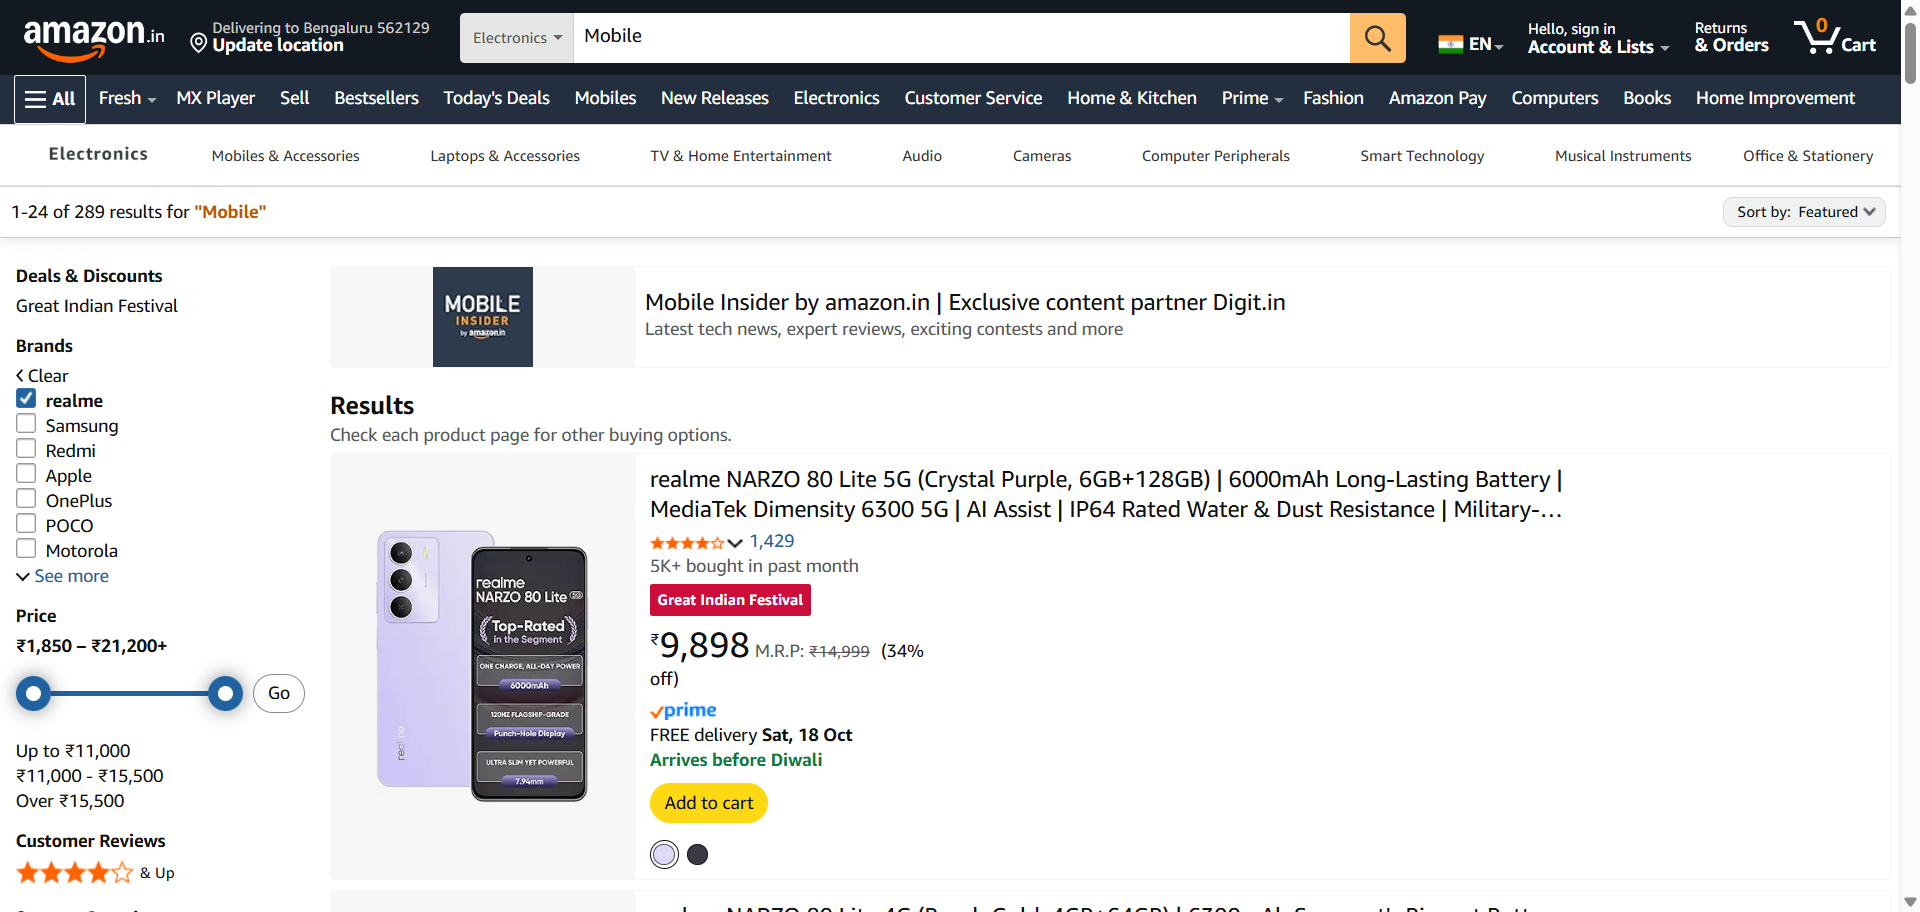 amazon.in
Delivering to Bengaluru 562129
Update location
Electronics
Mobile
EN
Hello, sign in
Account & Lists
Returns
& Orders
0
Cart
All
Fresh
MX Player
Sell
Bestsellers
Today's Deals
Mobiles
New Releases
Electronics
Customer Service
Home & Kitchen
Prime
Fashion
Amazon Pay
Computers
Books
Home Improvement
Electronics
Mobiles & Accessories
Laptops & Accessories
TV & Home Entertainment
Audio
Cameras
Computer Peripherals
Smart Technology
Musical Instruments
Office & Stationery
1-24 of 289 results for "Mobile"
Sort by: Featured
Deals & Discounts
Great Indian Festival
Brands
Clear
realme
Samsung
Redmi
Apple
OnePlus
POCO
Motorola
See more
Price
₹1,850 – ₹21,200+
Go
Up to ₹11,000
₹11,000 - ₹15,500
Over ₹15,500
Customer Reviews
& Up
MOBILE
INSIDER
by amazon.in
Mobile Insider by amazon.in | Exclusive content partner Digit.in
Latest tech news, expert reviews, exciting contests and more
Results
Check each product page for other buying options.
realme
realme
NARZO 80 Lite 5G
Top-Rated
in the Segment
ONE CHARGE, ALL-DAY POWER
6000mAh
120HZ FLAGSHIP-GRADE
Punch-Hole Display
ULTRA SLIM YET POWERFUL
7.94mm
realme NARZO 80 Lite 5G (Crystal Purple, 6GB+128GB) | 6000mAh Long-Lasting Battery |
MediaTek Dimensity 6300 5G | AI Assist | IP64 Rated Water & Dust Resistance | Military-…
1,429
5K+ bought in past month
Great Indian Festival
₹9,898 M.R.P: ₹14,999 (34%
off)
prime
FREE delivery Sat, 18 Oct
Arrives before Diwali
Add to cart